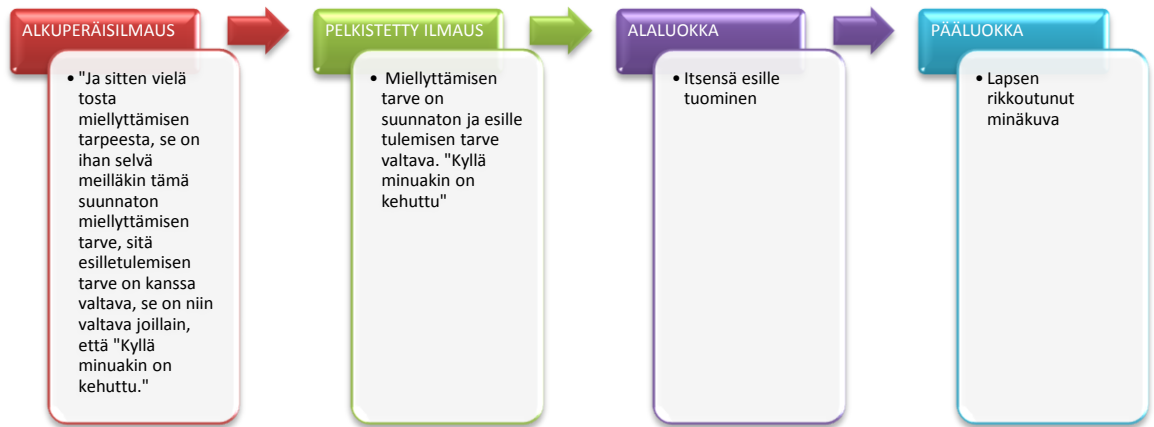 ALKUPERÄISILMAUS
• "Ja sitten vielä
tosta
miellyttämisen
tarpeesta, se on
ihan selvä
meilläkin tämä
suunnaton
miellyttämisen
tarve, sitä
esilletulemisen
tarve on kanssa
valtava, se on niin
valtava joillain,
että "Kyllä
minuakin on
kehuttu."
PELKISTETTY ILMAUS
• Miellyttämisen
tarve on
suunnaton ja esille
tulemisen tarve
valtava. "Kyllä
minuakin on
kehuttu"
ALALUOKKA
• Itsensä esille
tuominen
PÄÄLUOKKA
• Lapsen
rikkoutunut
minäkuva